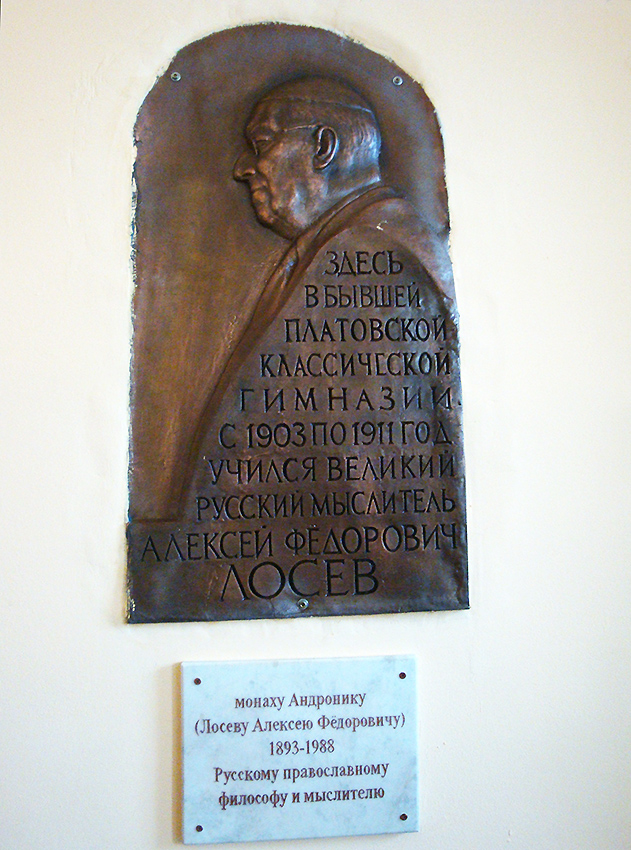 ЗДЕСЬ
В БЫВШЕЙ
ПЛАТОВСКОЙ
КЛАССИЧЕСКОЙ
ГИМНАЗИИ
С 1903 ПО 1911 ГОД
УЧИЛСЯ ВЕЛИКИЙ
РУССКИЙ МЫСЛИТЕЛЬ
АЛЕКСЕЙ ФЁДОРОВИЧ
ЛОСЕВ
монаху Андронику
(Лосеву Алексею Фёдоровичу)
1893-1988
Русскому православному
философу и мыслителю